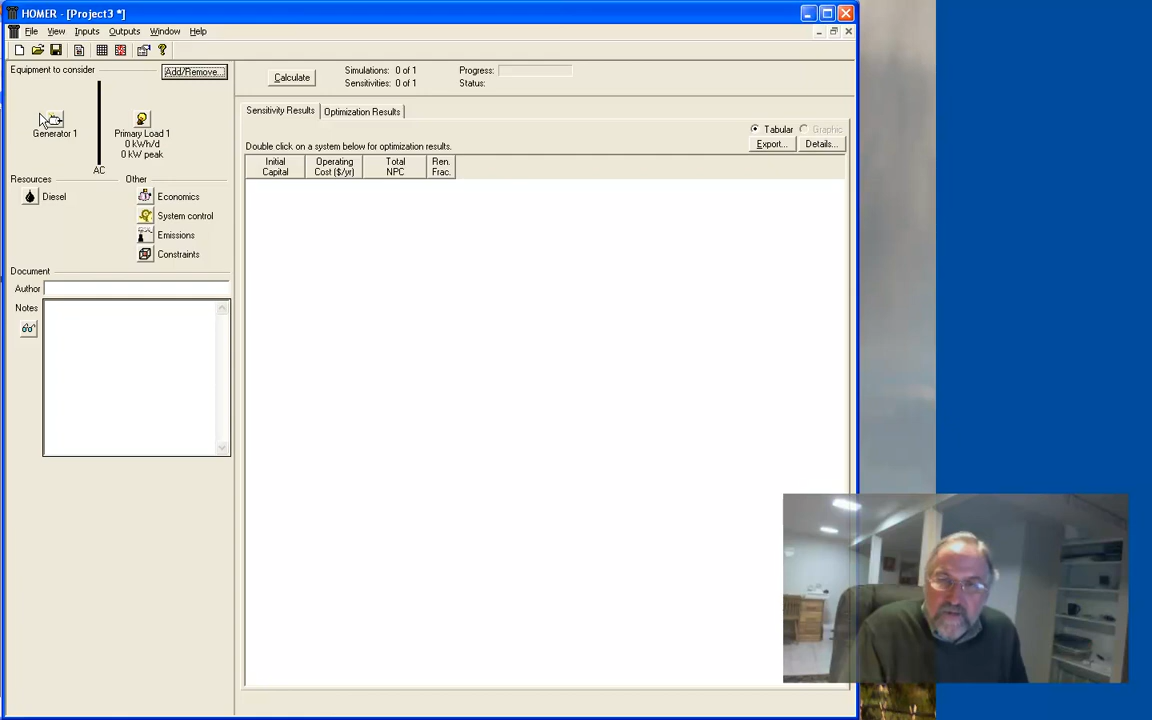 HOMER - [Project3 *]
File View Inputs Outputs Window Help
Equipment to consider
Add/Remove...
Generator 1
Primary Load 1
0 kWh/d
0 kW peak
AC
Resources
Other
Diesel
Economics
System control
Emissions
Constraints
Document
Author
Notes
Calculate
Simulations: 0 of 1
Progress:
Sensitivities: 0 of 1
Status:
Sensitivity Results
Optimization Results
Tabular
Graphic
Double click on a system below for optimization results.
Export...
Details...
Initial Operating Total Ren.
Capital Cost ($/yr) NPC Frac.